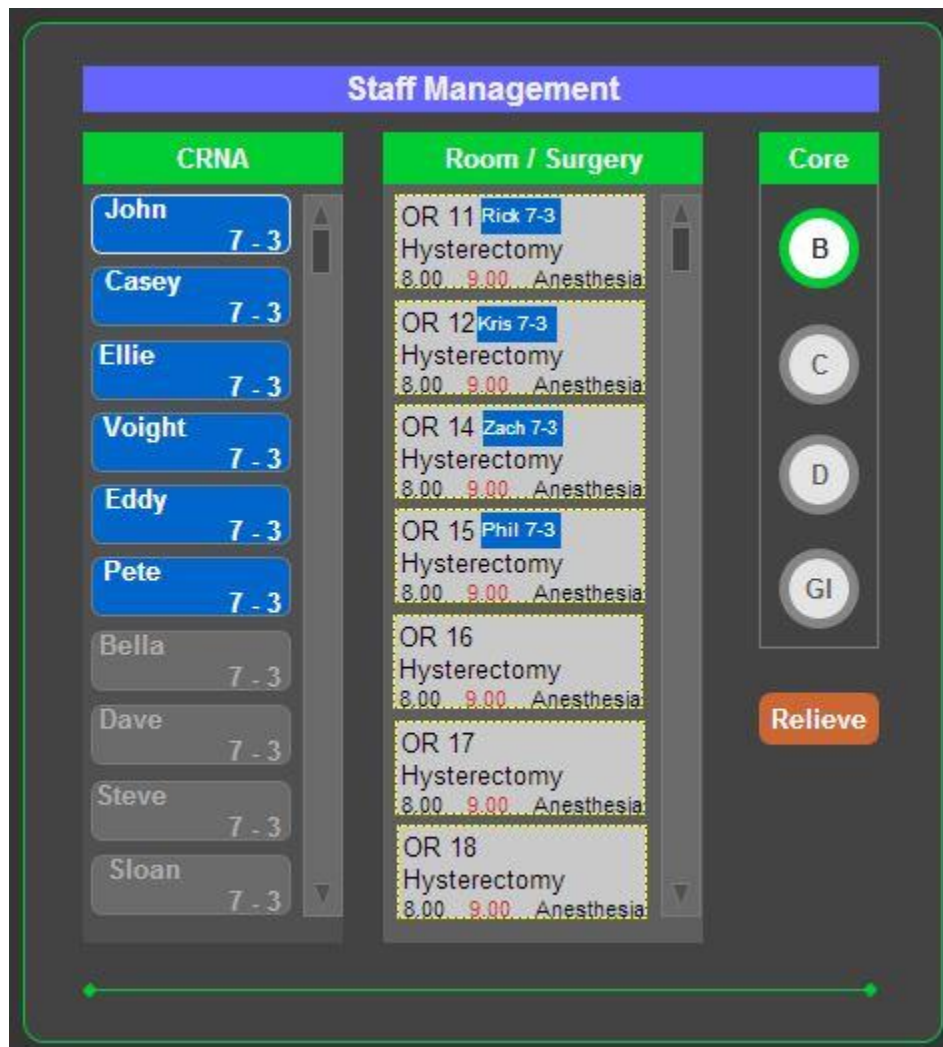 Staff Management
CRNA
John
7 - 3
Casey
7 - 3
Ellie
7 - 3
Voight
7 - 3
Eddy
7 - 3
Pete
7 - 3
Bella
7 - 3
Dave
7 - 3
Steve
7 - 3
Sloan
7 - 3
Room / Surgery
OR 11 Rick 7-3
Hysterectomy
8.00 9.00 Anesthesia
OR 12 Kris 7-3
Hysterectomy
8.00 9.00 Anesthesia
OR 14 Zach 7-3
Hysterectomy
8.00 9.00 Anesthesia
OR 15 Phil 7-3
Hysterectomy
8.00 9.00 Anesthesia
OR 16
Hysterectomy
8.00 9.00 Anesthesia
OR 17
Hysterectomy
8.00 9.00 Anesthesia
OR 18
Hysterectomy
8.00 9.00 Anesthesia
Core
B
C
D
GI
Relieve